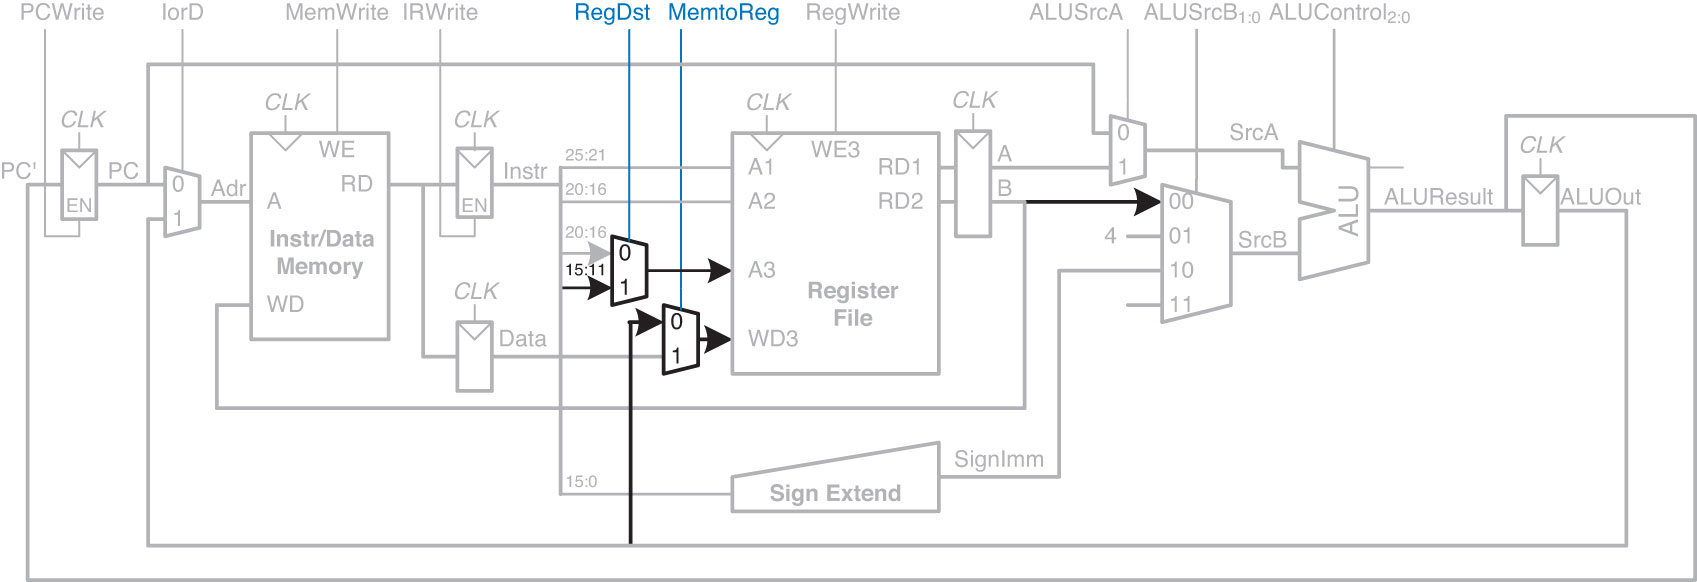 PCWrite IorD MemWrite IRWrite RegDst MemtoReg RegWrite ALUSrcA ALUSrcB1:0 ALUControl2:0
CLK CLK CLK CLK CLK CLK
PC' PC EN
0 1 Adr
A WE RD
Instr/Data
Memory
WD
EN Instr
CLK Data
25:21
20:16
20:16
15:11
15:0
0
1
0
1
A1 WE3 RD1
A2 RD2
A3
Register
File
WD3
A
B
0
1
SrcA
00
4 01
10
11
SrcB
ALU
ALUResult
ALUOut
SignImm
Sign Extend